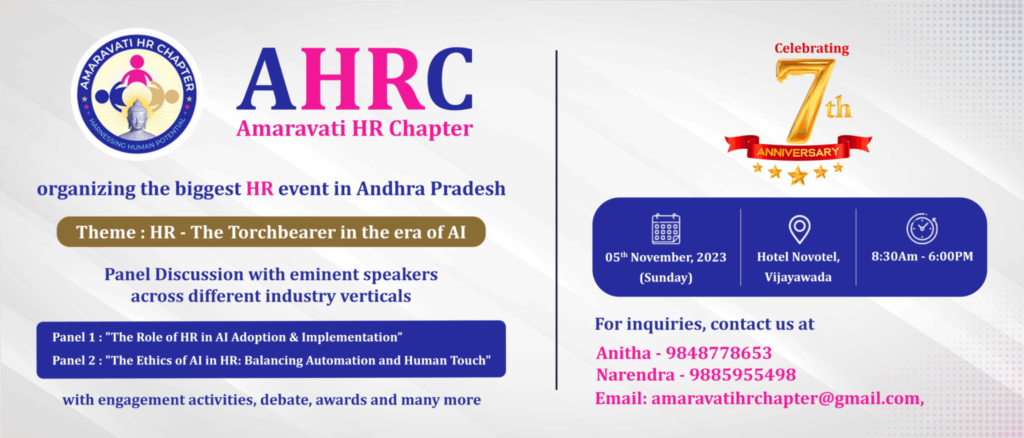 AMARAVATI HR CHAPTER
HARNESSING HUMAN POTENTIAL
AHRC
Amaravati HR Chapter
organizing the biggest HR event in Andhra Pradesh
Theme : HR - The Torchbearer in the era of AI
Panel Discussion with eminent speakers
across different industry verticals
Panel 1 : "The Role of HR in AI Adoption & Implementation”
Panel 2 : "The Ethics of AI in HR: Balancing Automation and Human Touch"
with engagement activities, debate, awards and many more
Celebrating
7th
ANNIVERSARY
05th November, 2023
(Sunday)
Hotel Novotel,
Vijayawada
8:30Am - 6:00PM
For inquiries, contact us at
Anitha - 9848778653
Narendra - 9885955498
Email: amaravatihrchapter@gmail.com,